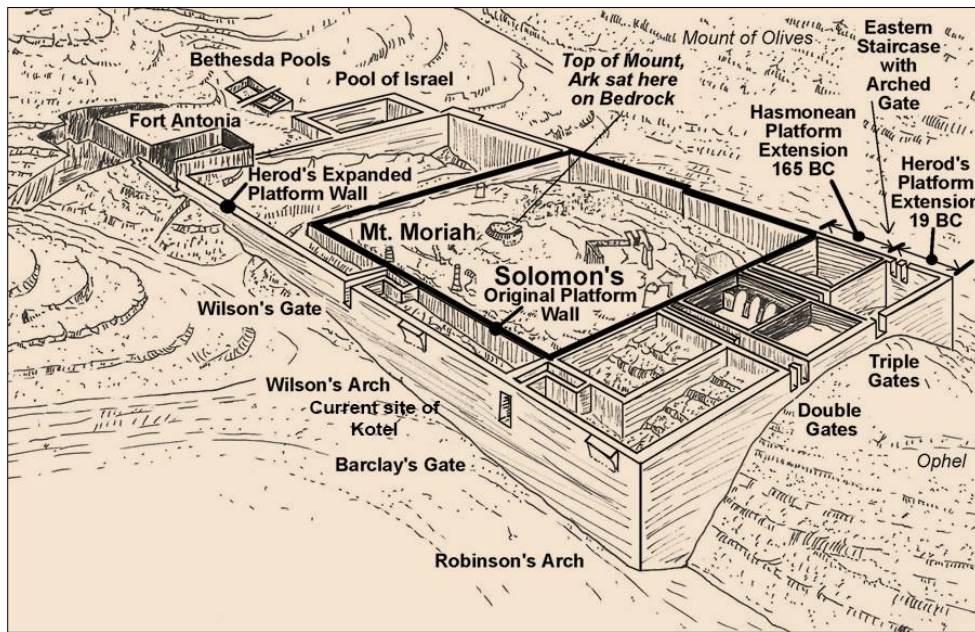 Mount of Olives
Eastern
Staircase
with
Arched
Gate
Bethesda Pools
Pool of Israel
Top of Mount,
Ark sat here
on Bedrock
Hasmonean
Platform
Extension
165 BC
Fort Antonia
Herod's
Platform
Extension
19 BC
Herod's Expanded
Platform Wall
Mt. Moriah
Solomon's
Original Platform
Wall
Wilson's Gate
Triple
Gates
Wilson's Arch
Current site of
Kotel
Double
Gates
Barclay's Gate
Ophel
Robinson's Arch